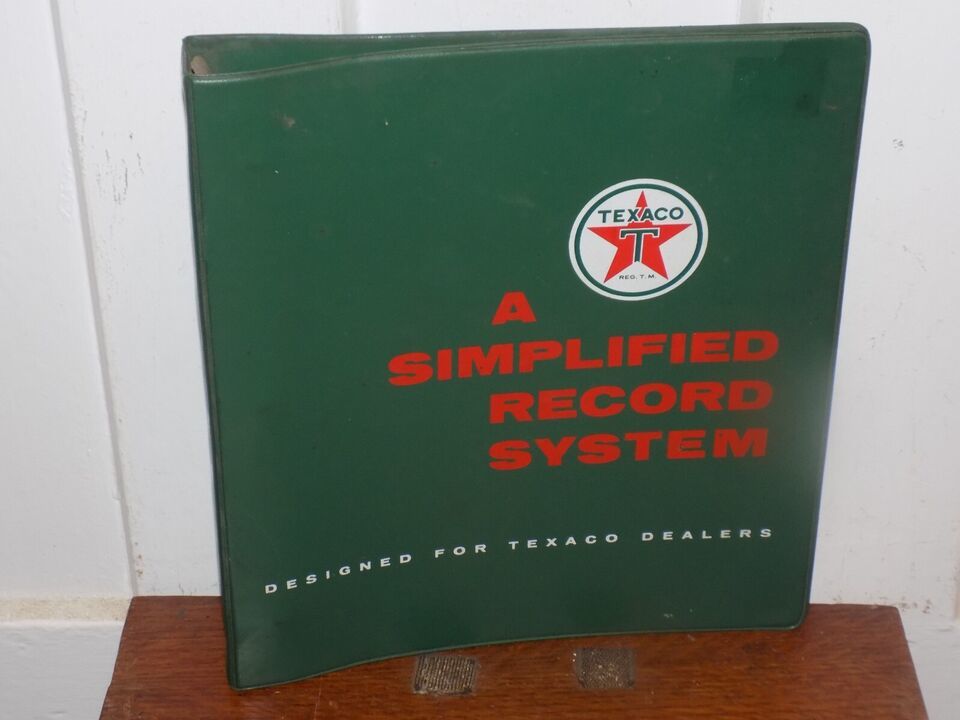 TEXACO
T
REG. T. M.
A
SIMPLIFIED
RECORD
SYSTEM
DESIGNED FOR TEXACO DEALERS